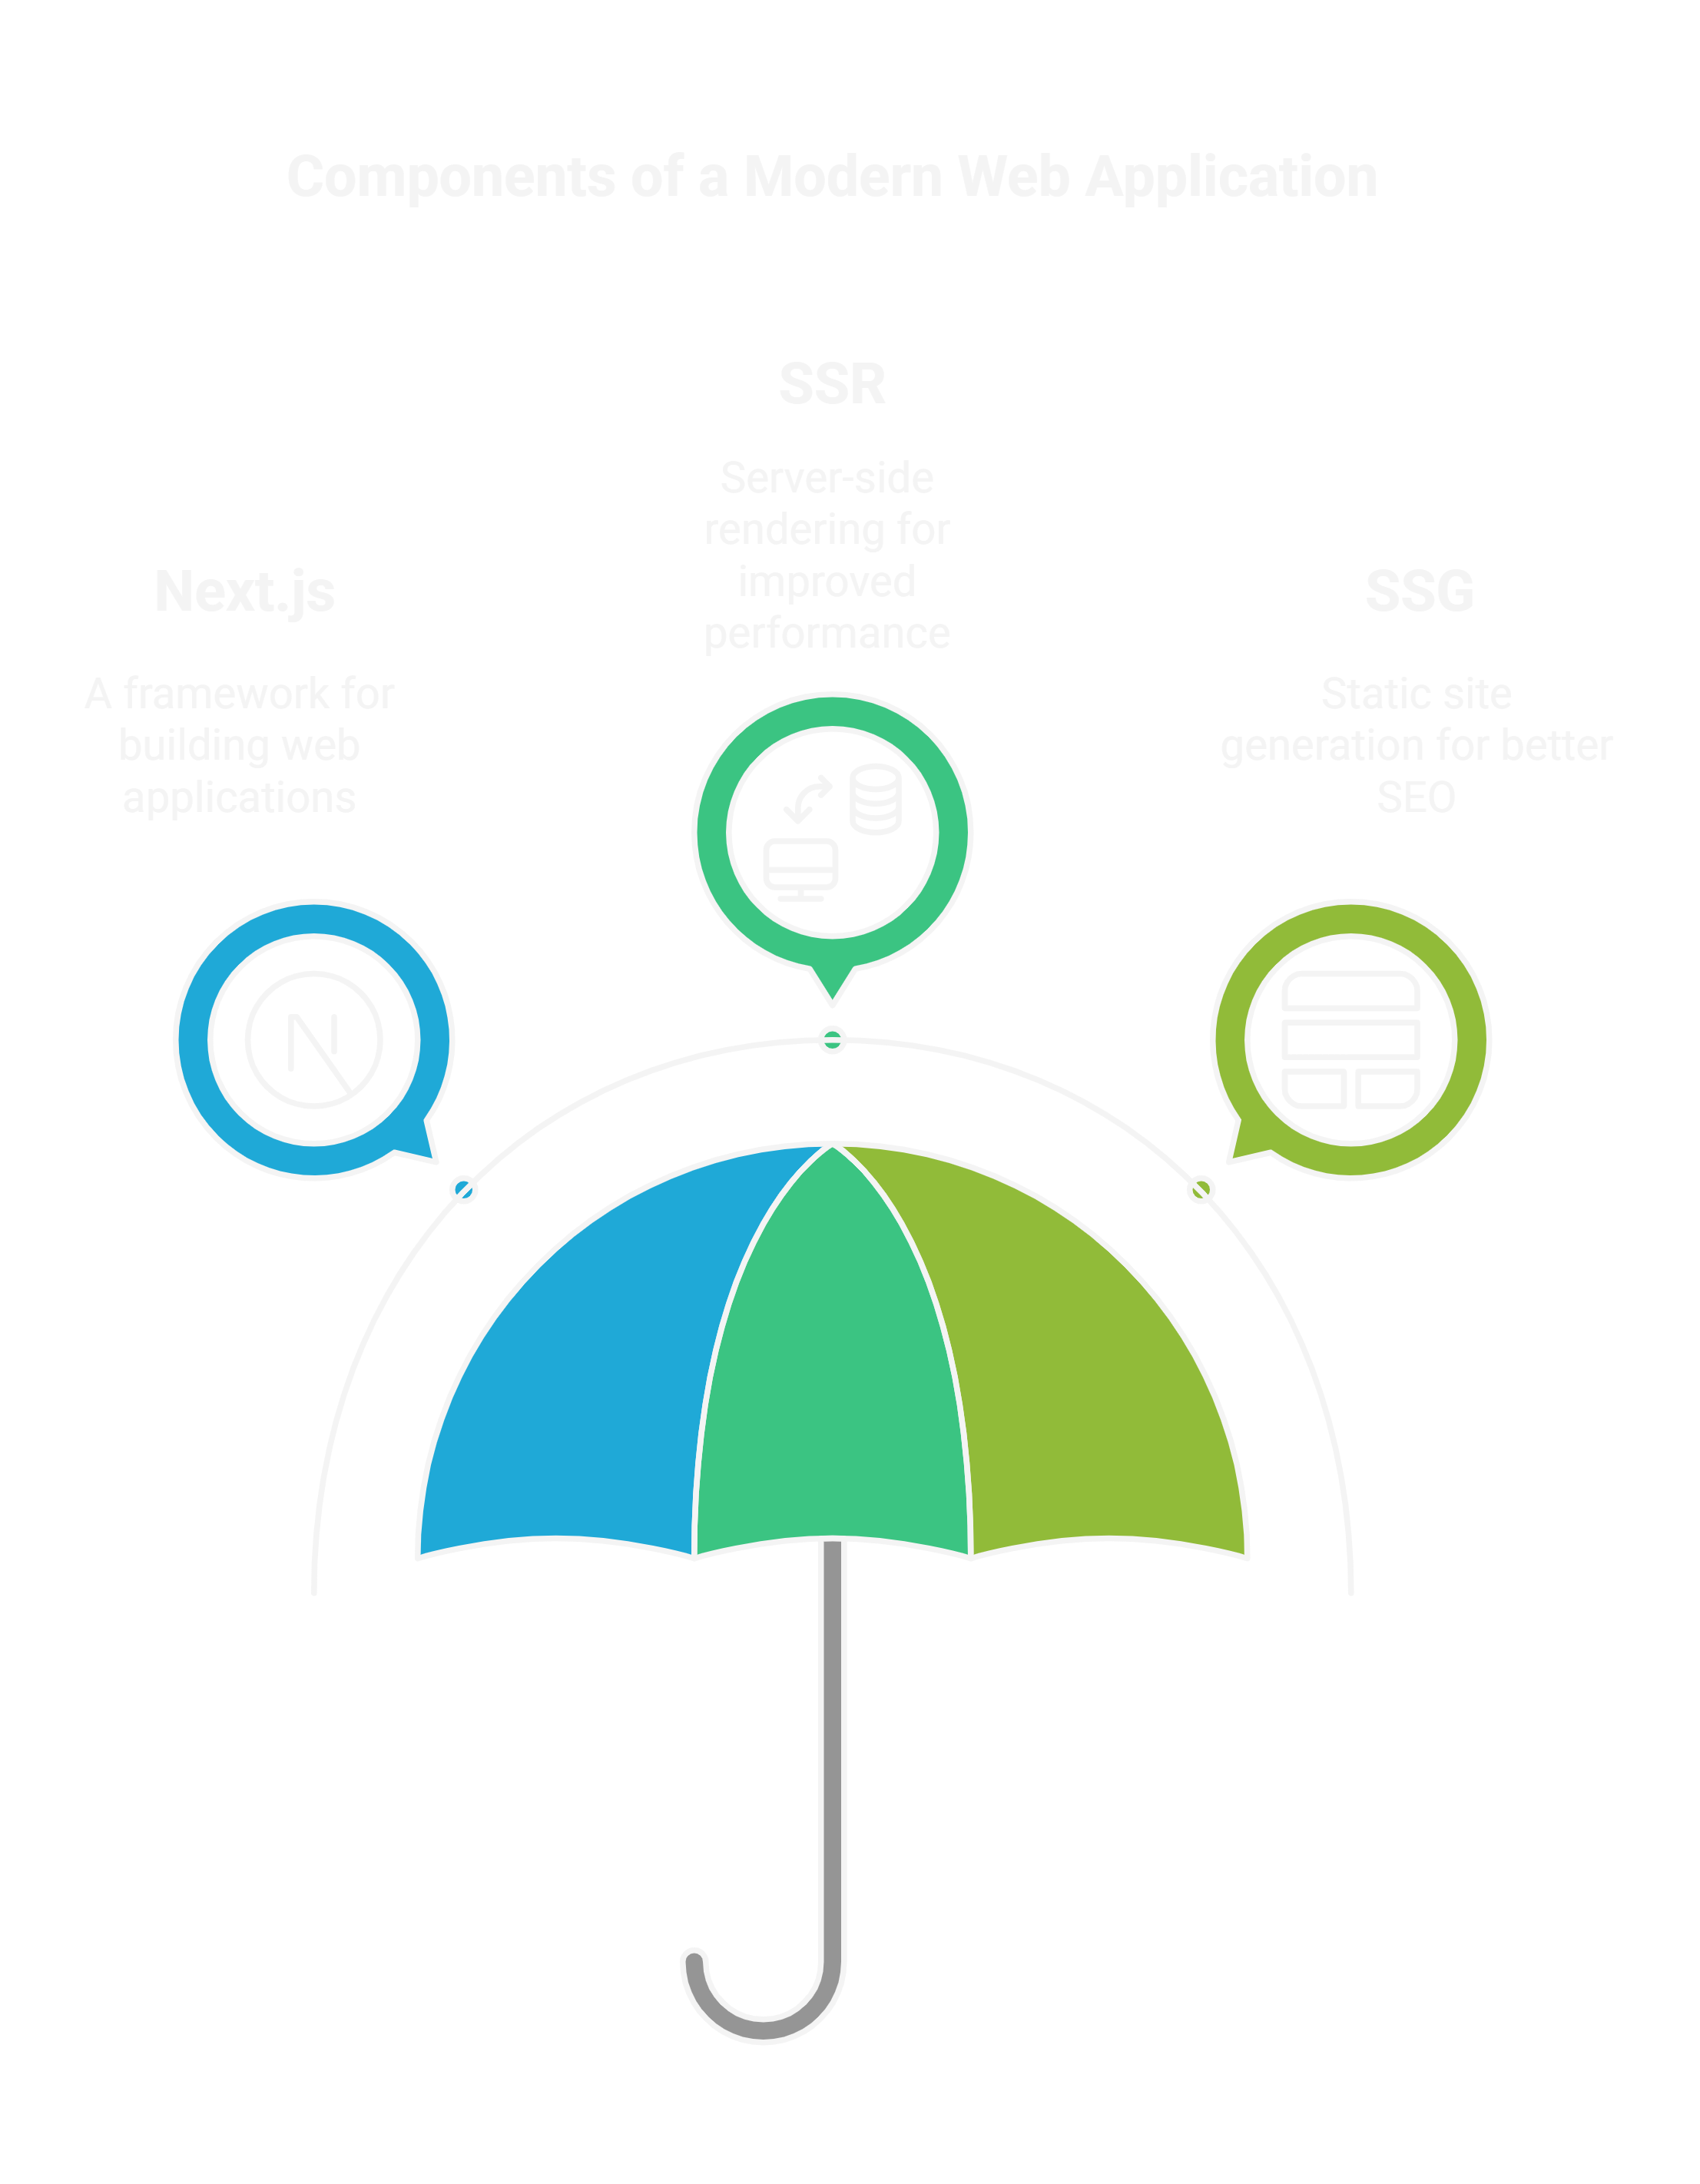 Components of a Modern Web Application
SSR
Server-side
rendering for
improved
performance
Next.js
A framework for
building web
applications
SSG
Static site
generation for better
SEO
N